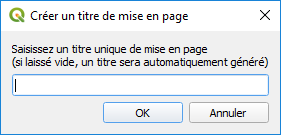 Créer un titre de mise en page
Saisissez un titre unique de mise en page
(si laissé vide, un titre sera automatiquement généré)
OK
Annuler